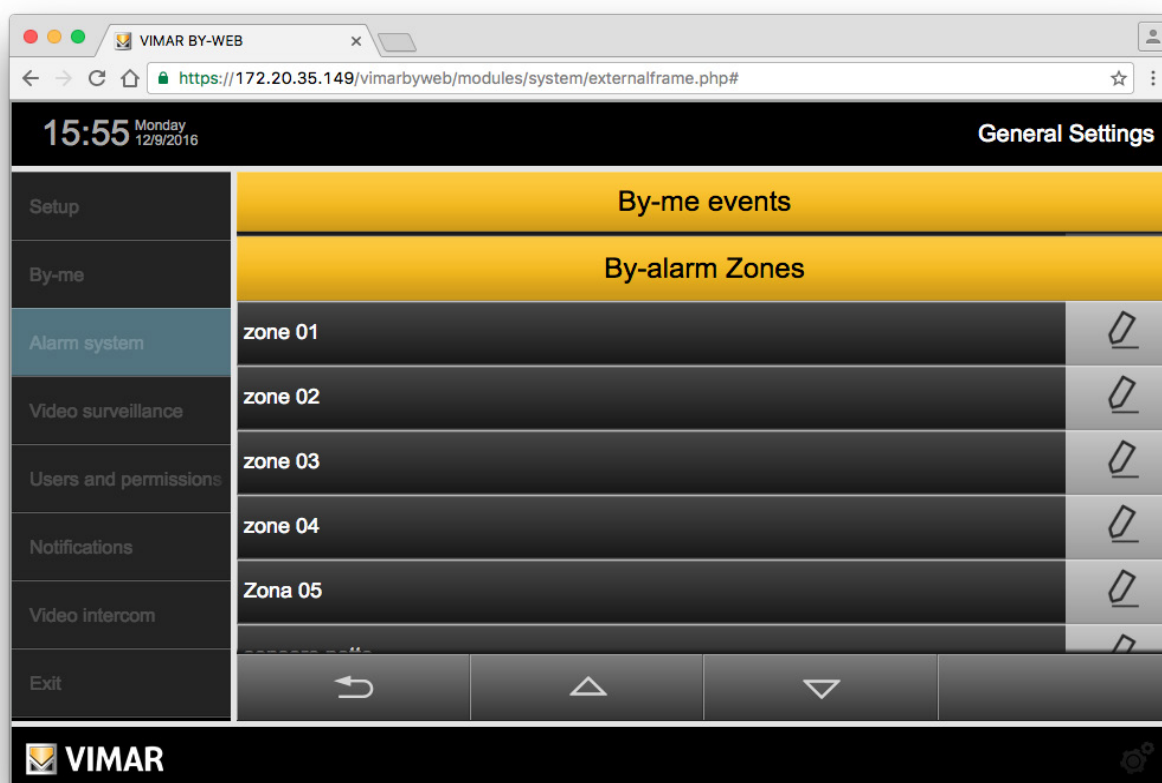 VIMAR BY-WEB
https://172.20.35.149/vimarbyweb/modules/system/externalframe.php#
15:55 Monday
12/9/2016
General Settings
Setup
By-me
Alarm system
Video surveillance
Users and permissions
Notifications
Video intercom
Exit
By-me events
By-alarm Zones
zone 01
zone 02
zone 03
zone 04
Zona 05
VIMAR